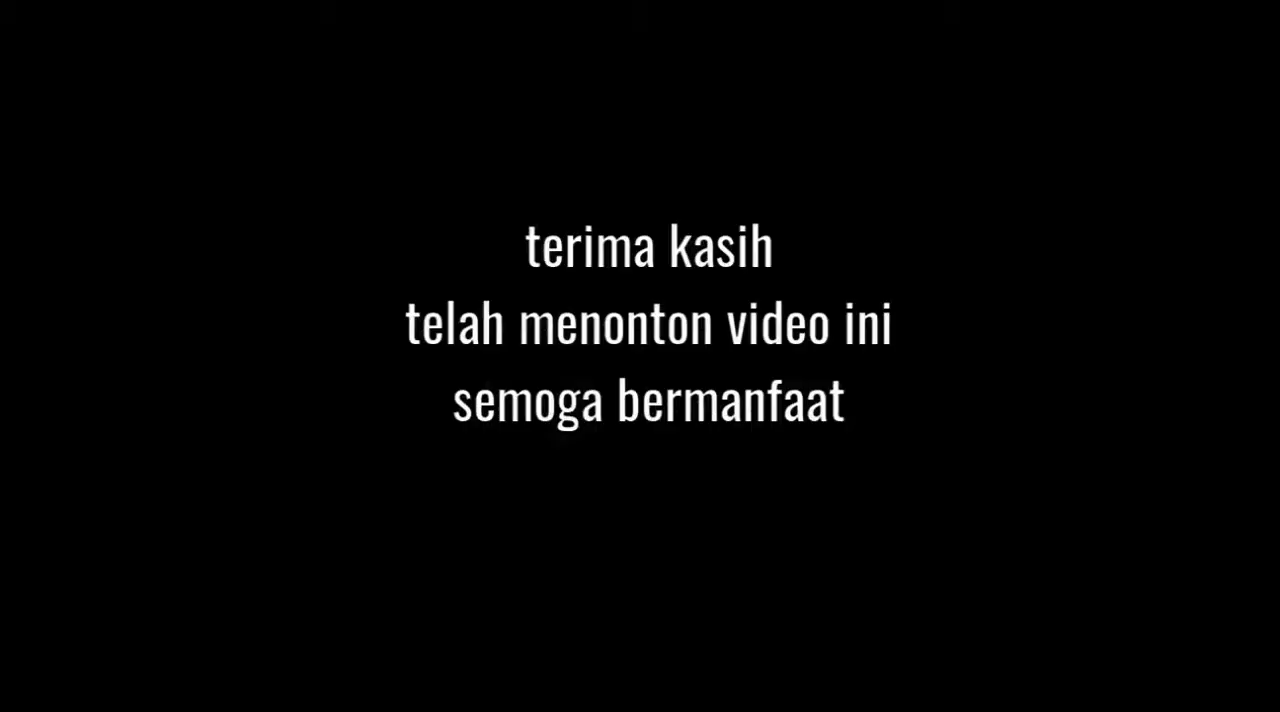 terima kasih
telah menonton video ini
semoga bermanfaat